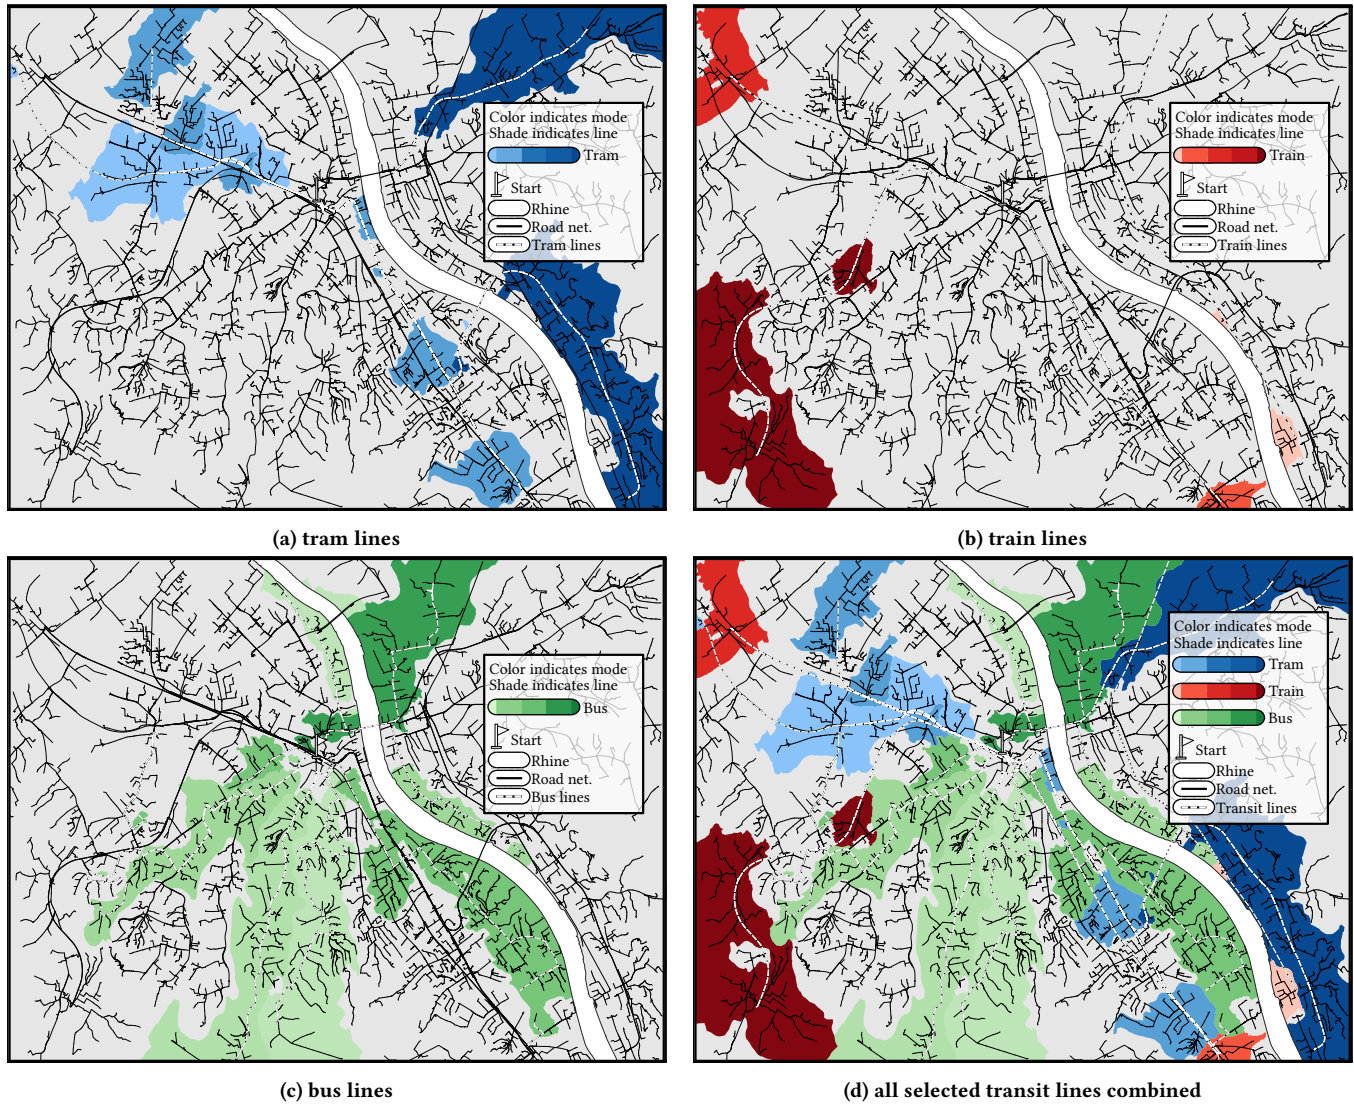 Color indicates mode
Shade indicates line
Tram
Start
Rhine
Road net.
Tram lines
(a) tram lines
Color indicates mode
Shade indicates line
Train
Start
Rhine
Road net.
Train lines
(b) train lines
Color indicates mode
Shade indicates line
Bus
Start
Rhine
Road net.
Bus lines
(c) bus lines
Color indicates mode
Shade indicates line
Tram
Train
Bus
Start
Rhine
Road net.
Transit lines
(d) all selected transit lines combined